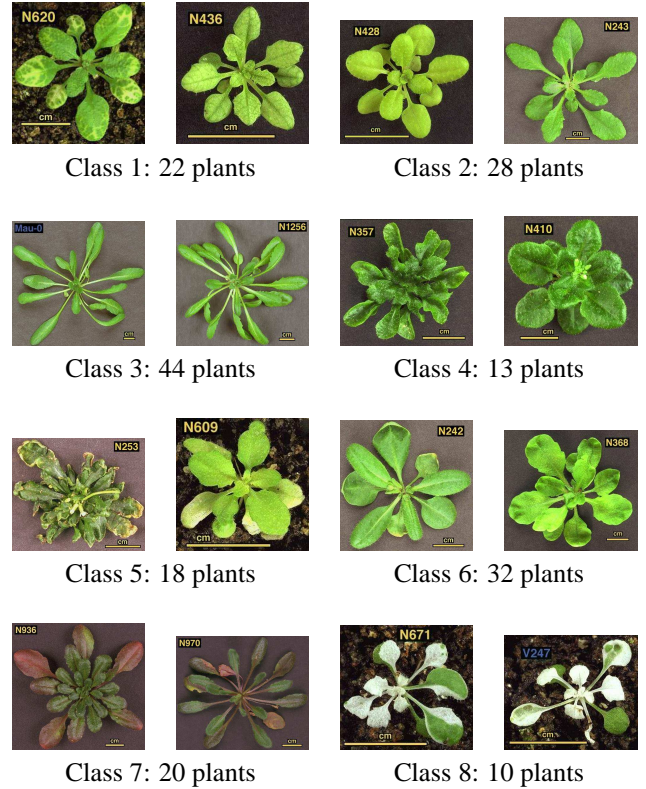 N620
cm
N436
cm
N428
cm
N243
cm
Class 1: 22 plants
Class 2: 28 plants
Mau-0
cm
N1256
cm
N357
cm
N410
cm
Class 3: 44 plants
Class 4: 13 plants
N253
cm
N609
cm
N242
cm
N368
cm
Class 5: 18 plants
Class 6: 32 plants
N936
cm
N970
cm
N671
cm
V247
cm
Class 7: 20 plants
Class 8: 10 plants